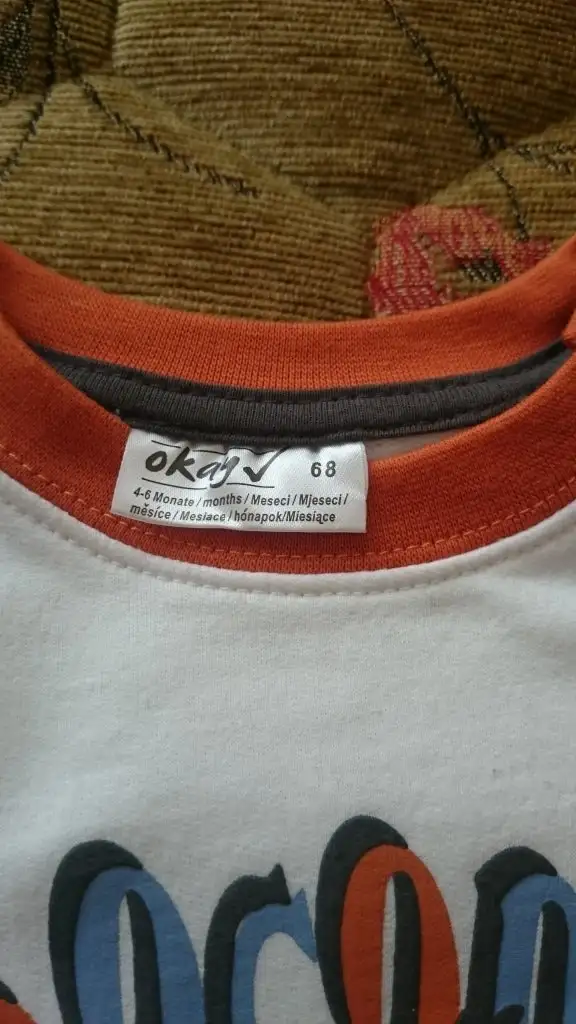 okay✓ 68
4-6 Monate / months / Meseci / Mjeseci /
měsíce / Mesiace / hónapok/Miesiące